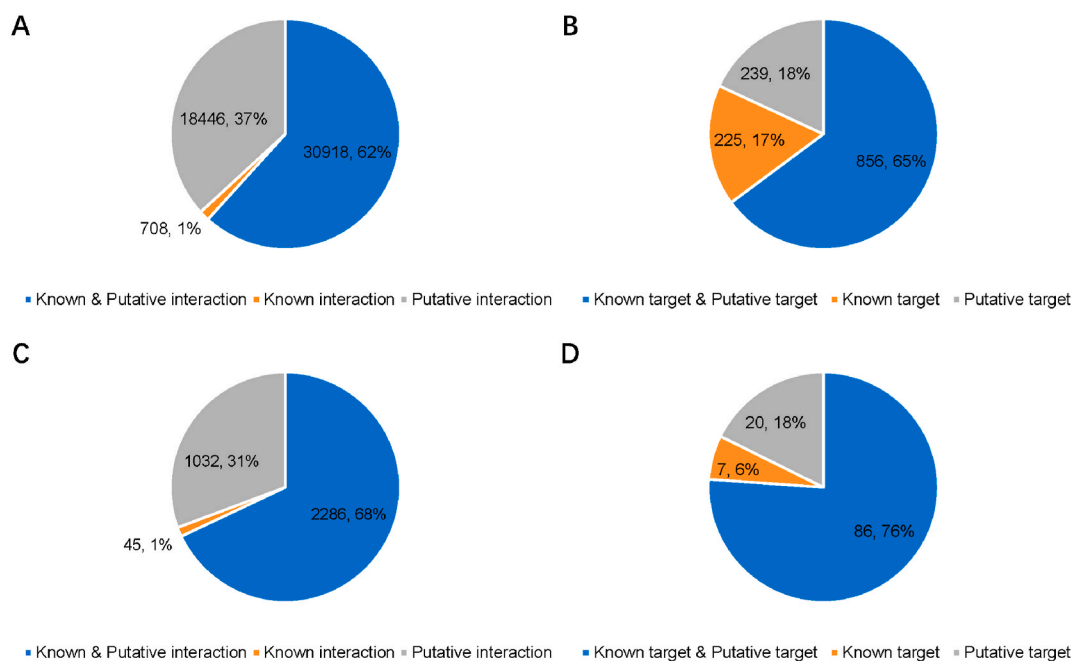 A
B
18446, 37%
30918, 62%
708, 1%
239, 18%
225, 17%
856, 65%
Known & Putative interaction Known interaction Putative interaction
Known target & Putative target Known target Putative target
C
D
1032, 31%
2286, 68%
45, 1%
20, 18%
7, 6%
86, 76%
Known & Putative interaction Known interaction Putative interaction
Known target & Putative target Known target Putative target